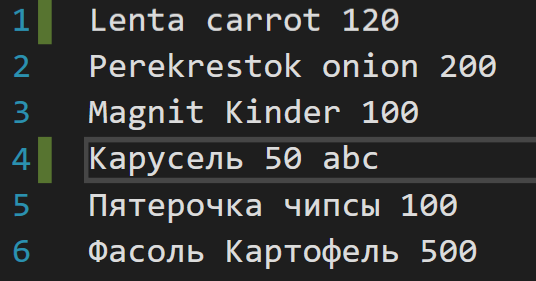 1 Lenta carrot 120
2 Perekrestok onion 200
3 Magnit Kinder 100
4 Карусель 50 abc
5 Пятерочка чипсы 100
6 Фасоль Картофель 500